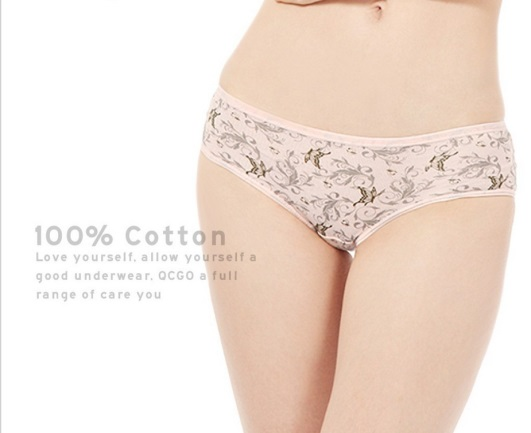 100% Cotton
Love yourself, allow yourself a
good underwear, QCGO a full
range of care you